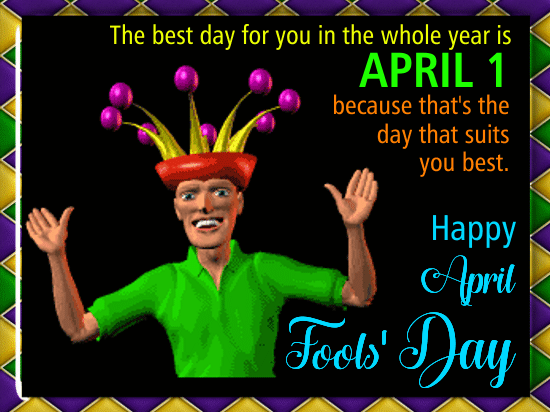 The best day for you in the whole year is
APRIL 1
because that's the
day that suits
you best.
Happy
April
Fools' Day